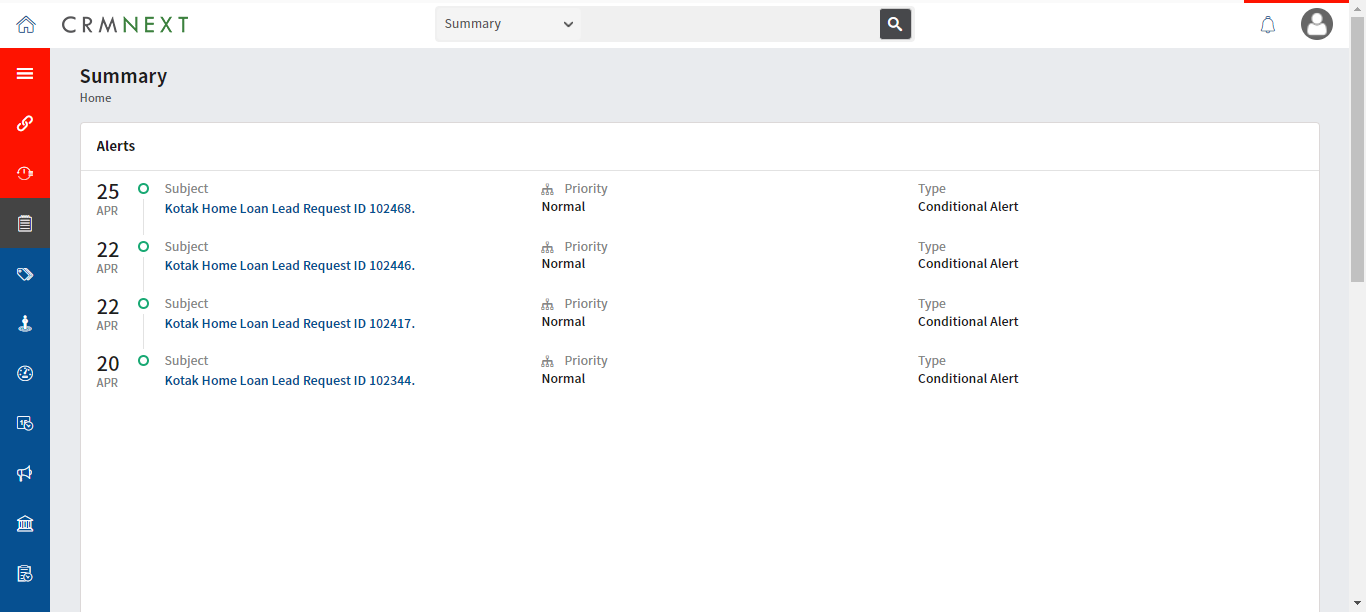 CRMNEXT
Summary
Summary
Home
Alerts
25 Subject Priority Type
APR Kotak Home Loan Lead Request ID 102468. Normal Conditional Alert
22 Subject Priority Type
APR Kotak Home Loan Lead Request ID 102446. Normal Conditional Alert
22 Subject Priority Type
APR Kotak Home Loan Lead Request ID 102417. Normal Conditional Alert
20 Subject Priority Type
APR Kotak Home Loan Lead Request ID 102344. Normal Conditional Alert